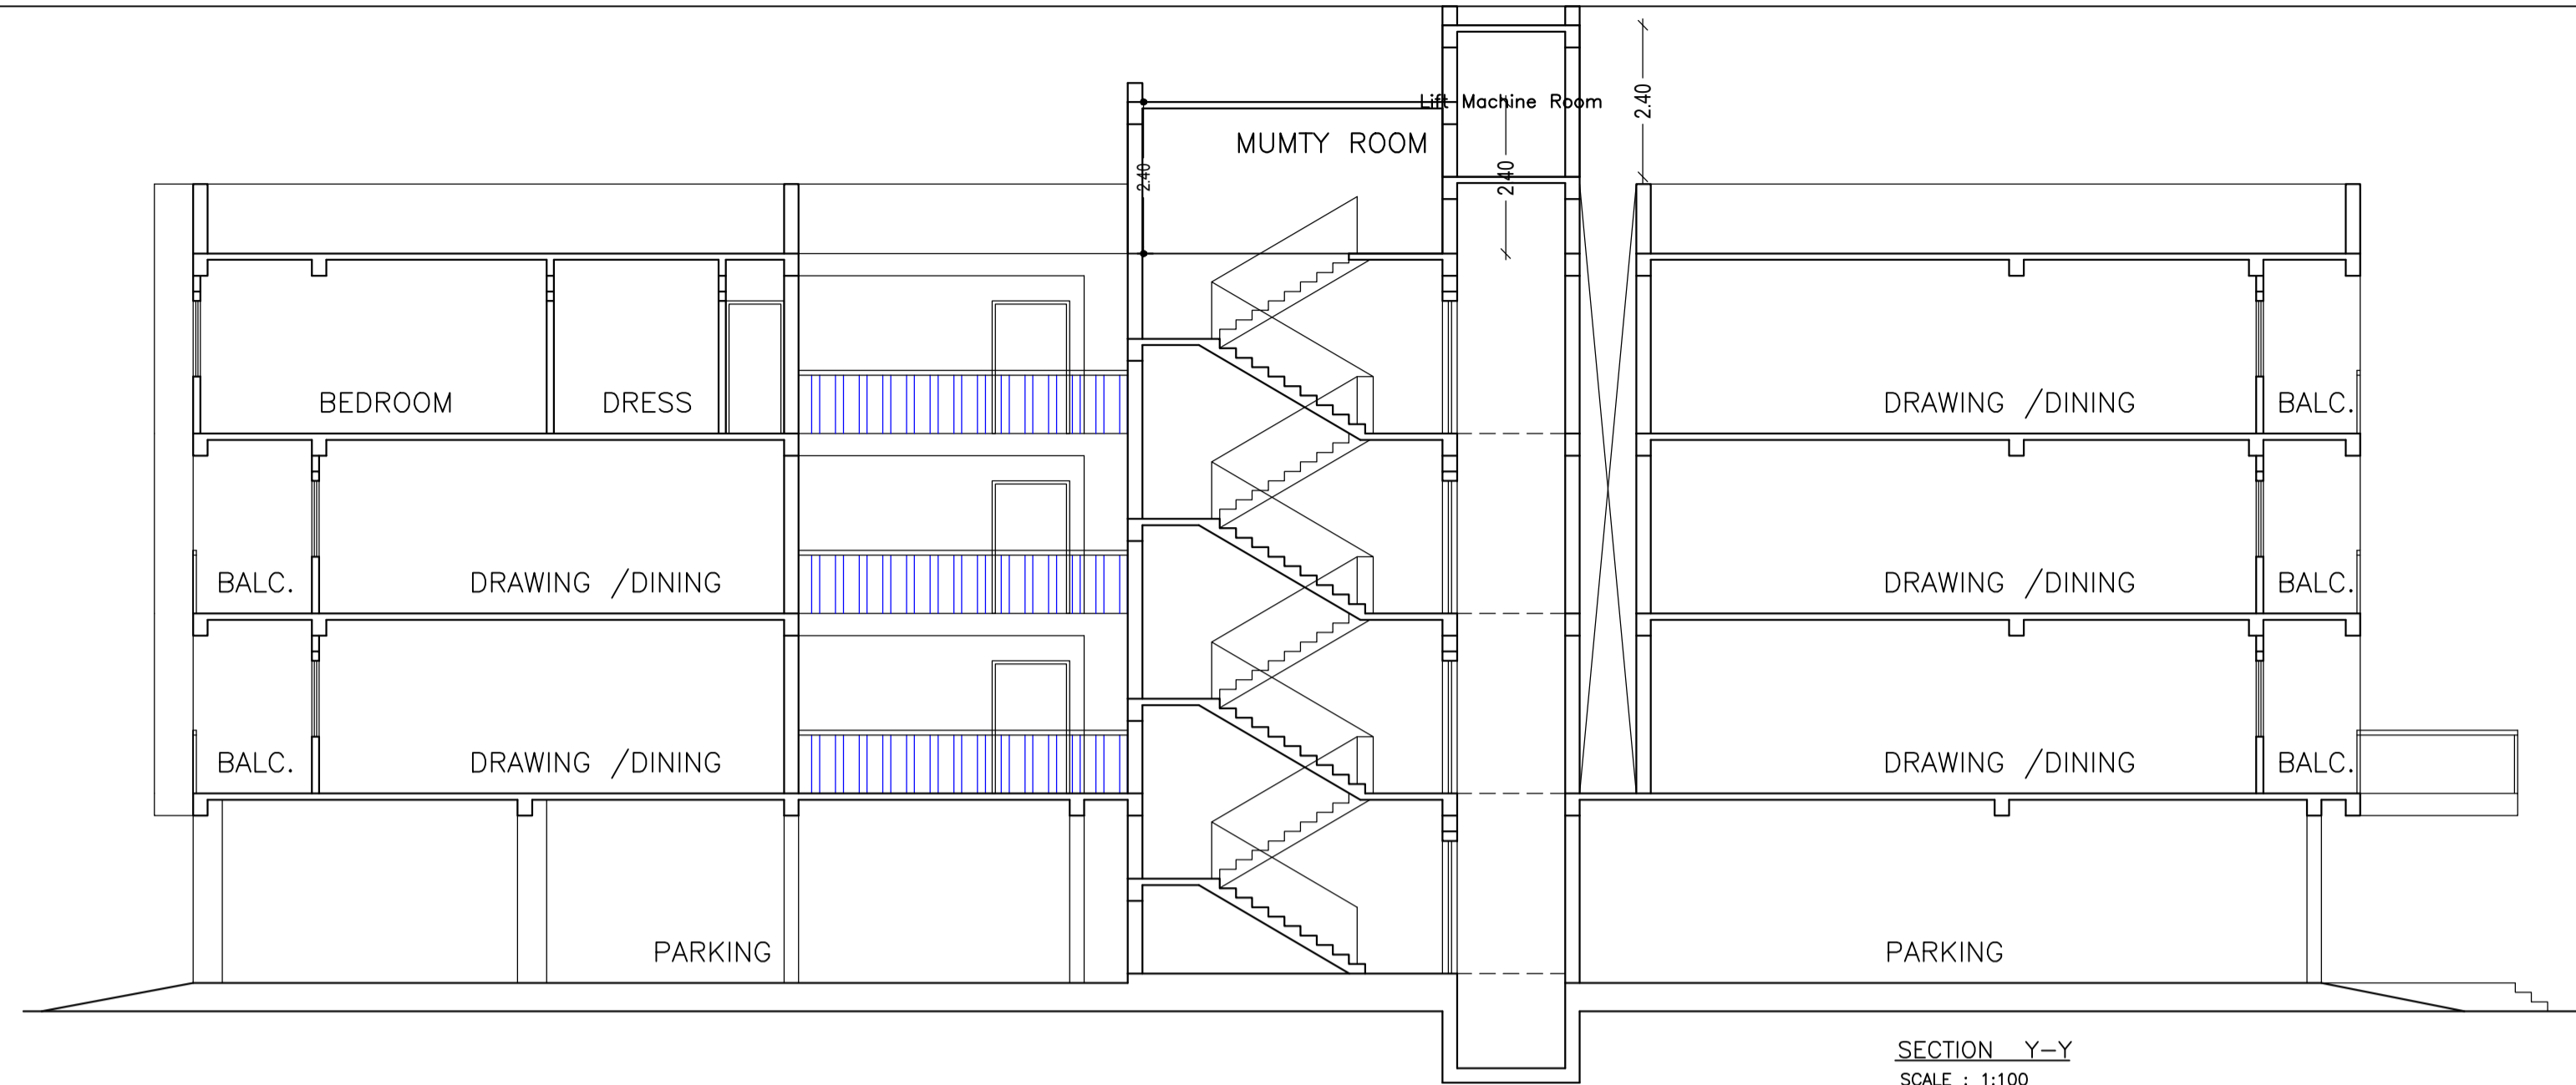 2.40
Lift Machine Room
MUMTY ROOM
2.40
2.40
BEDROOM
DRESS
DRAWING /DINING
BALC.
BALC.
DRAWING /DINING
DRAWING /DINING
BALC.
BALC.
DRAWING /DINING
DRAWING /DINING
BALC.
PARKING
PARKING
SECTION Y-Y
SCALE : 1:100